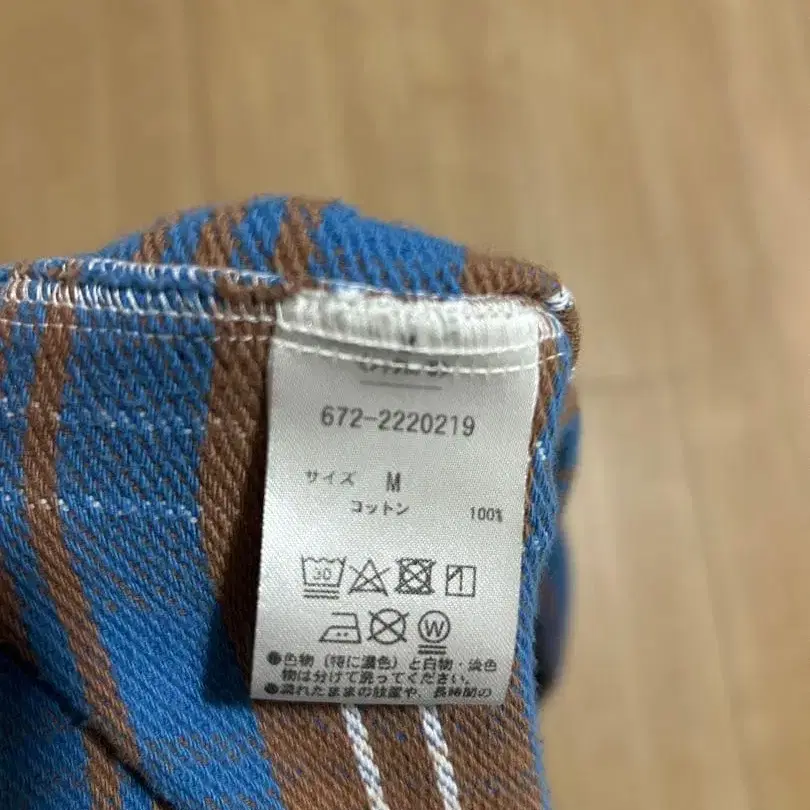 672-2220219
サイズ M
コットン 100%
30
W
●色物（特に濃色）と白物・淡色
物は分けて洗ってください。
●濡れたままの放置や、長時間の